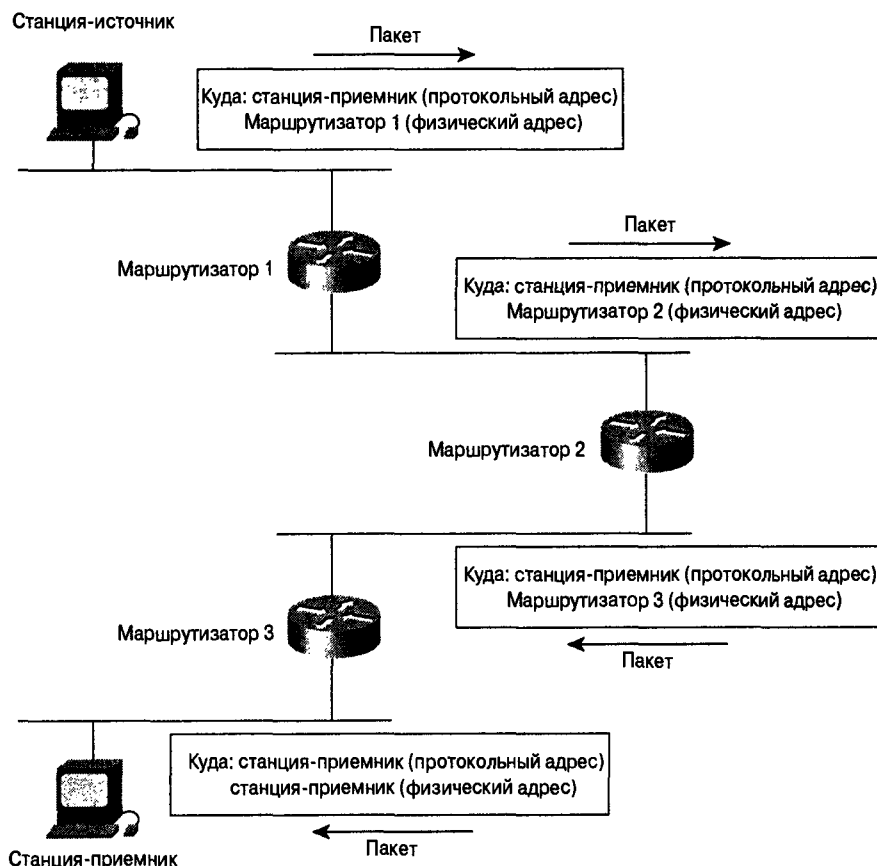 Станция-источник
Пакет
Куда: станция-приемник (протокольный адрес)
Маршрутизатор 1 (физический адрес)
Маршрутизатор 1
Пакет
Куда: станция-приемник (протокольный адрес)
Маршрутизатор 2 (физический адрес)
Маршрутизатор 2
Куда: станция-приемник (протокольный адрес)
Маршрутизатор 3 (физический адрес)
Маршрутизатор 3
Пакет
Куда: станция-приемник (протокольный адрес)
станция-приемник (физический адрес)
Пакет
Станция-приемник